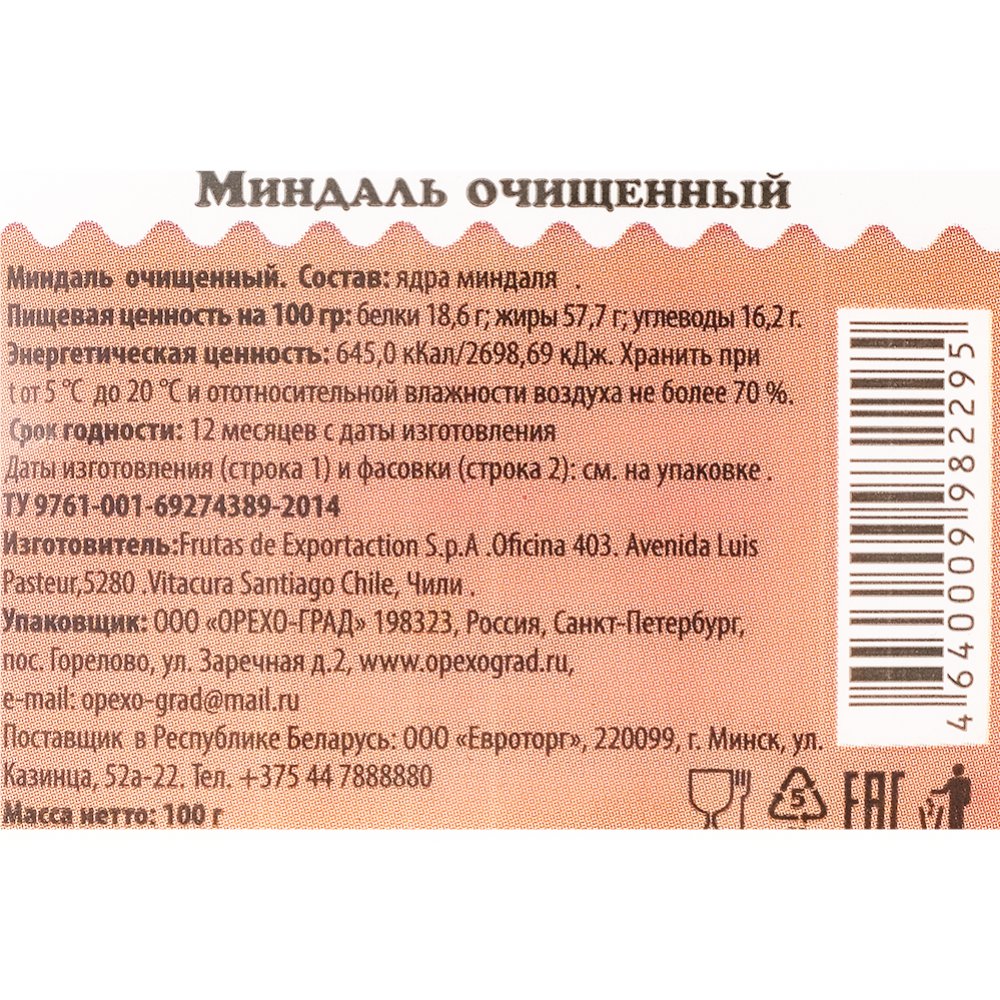 Миндаль очищенный
Миндаль очищенный. Состав: ядра миндаля .
Пищевая ценность на 100 гр: белки 18,6 г; жиры 57,7 г; углеводы 16,2 г.
Энергетическая ценность: 645,0 кКал/2698,69 кДж. Хранить при
t от 5 °C до 20 °C и ототносительной влажности воздуха не более 70 %.
Срок годности: 12 месяцев с даты изготовления
Даты изготовления (строка 1) и фасовки (строка 2): см. на упаковке .
ТУ 9761-001-69274389-2014
Изготовитель:Frutas de Exportaction S.p.A .Oficina 403. Avenida Luis
Pasteur,5280 .Vitacura Santiago Chile, Чили .
Упаковщик: ООО «ОРЕХО-ГРАД» 198323, Россия, Санкт-Петербург,
пос. Горелово, ул. Заречная д.2, www.opexograd.ru,
e-mail: opexo-grad@mail.ru
Поставщик в Республике Беларусь: ООО «Евроторг», 220099, г. Минск, ул.
Казинца, 52а-22. Тел. +375 44 7888880
Масса нетто: 100 г
4640009982295
5
EAC